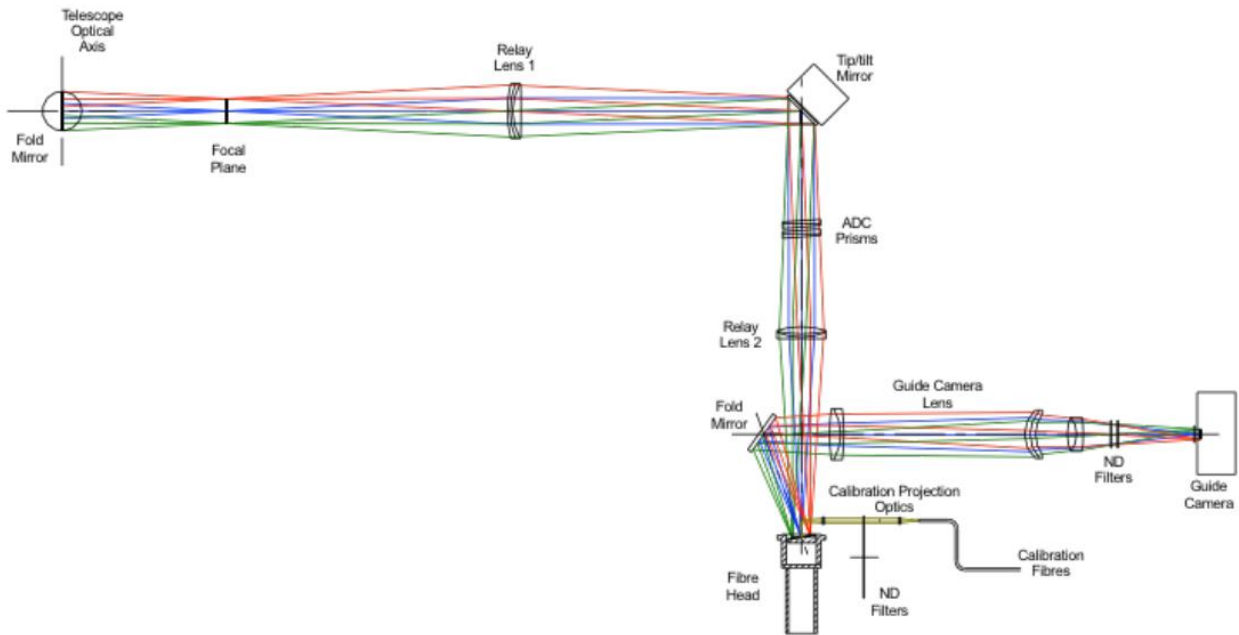 Telescope
Optical
Axis
Fold
Mirror
Focal
Plane
Relay
Lens 1
Tip/tilt
Mirror
ADC
Prisms
Relay
Lens 2
Fold
Mirror
Guide Camera
Lens
ND
Filters
Guide
Camera
Calibration Projection
Optics
Calibration
Fibres
Fibre
Head
ND
Filters